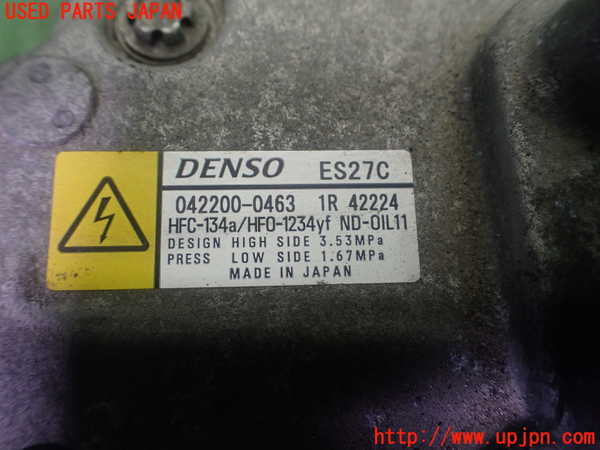 USED PARTS JAPAN
DENSO ES27C
042200-0463 1R 42224
HFC-134a/HFO-1234yf ND-OIL11
DESIGN HIGH SIDE 3.53MPa
PRESS LOW SIDE 1.67MPa
MADE IN JAPAN
http://www.upjpn.com/